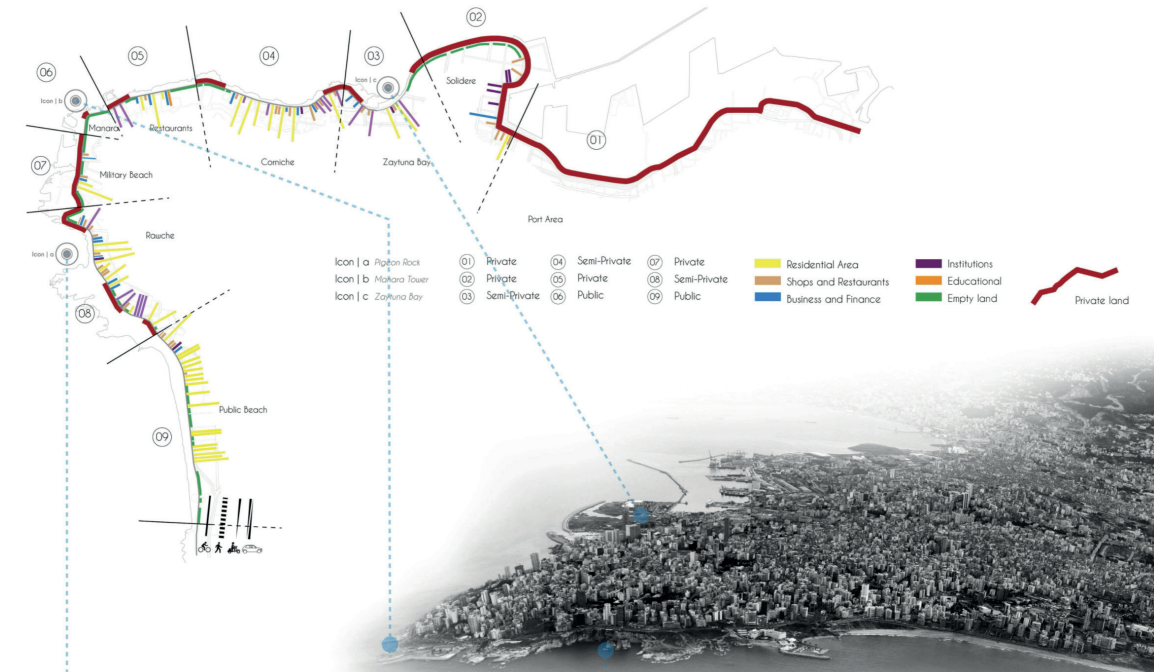 02
05
04
03
06
Icon | c
Solidere
Icon | b
Manara
Restaurants
01
Corniche
Zaytuna Bay
07
Military Beach
Port Area
Rawche
Icon | a
Icon | a Pigeon Rock
01 Private
04 Semi-Private
07 Private
Residential Area
Institutions
Icon | b Manara Tower
02 Private
05 Private
08 Semi-Private
Shops and Restaurants
Educational
Icon | c Zaytuna Bay
03 Semi-Private
06 Public
09 Public
Business and Finance
Empty land
Private land
08
Public Beach
09